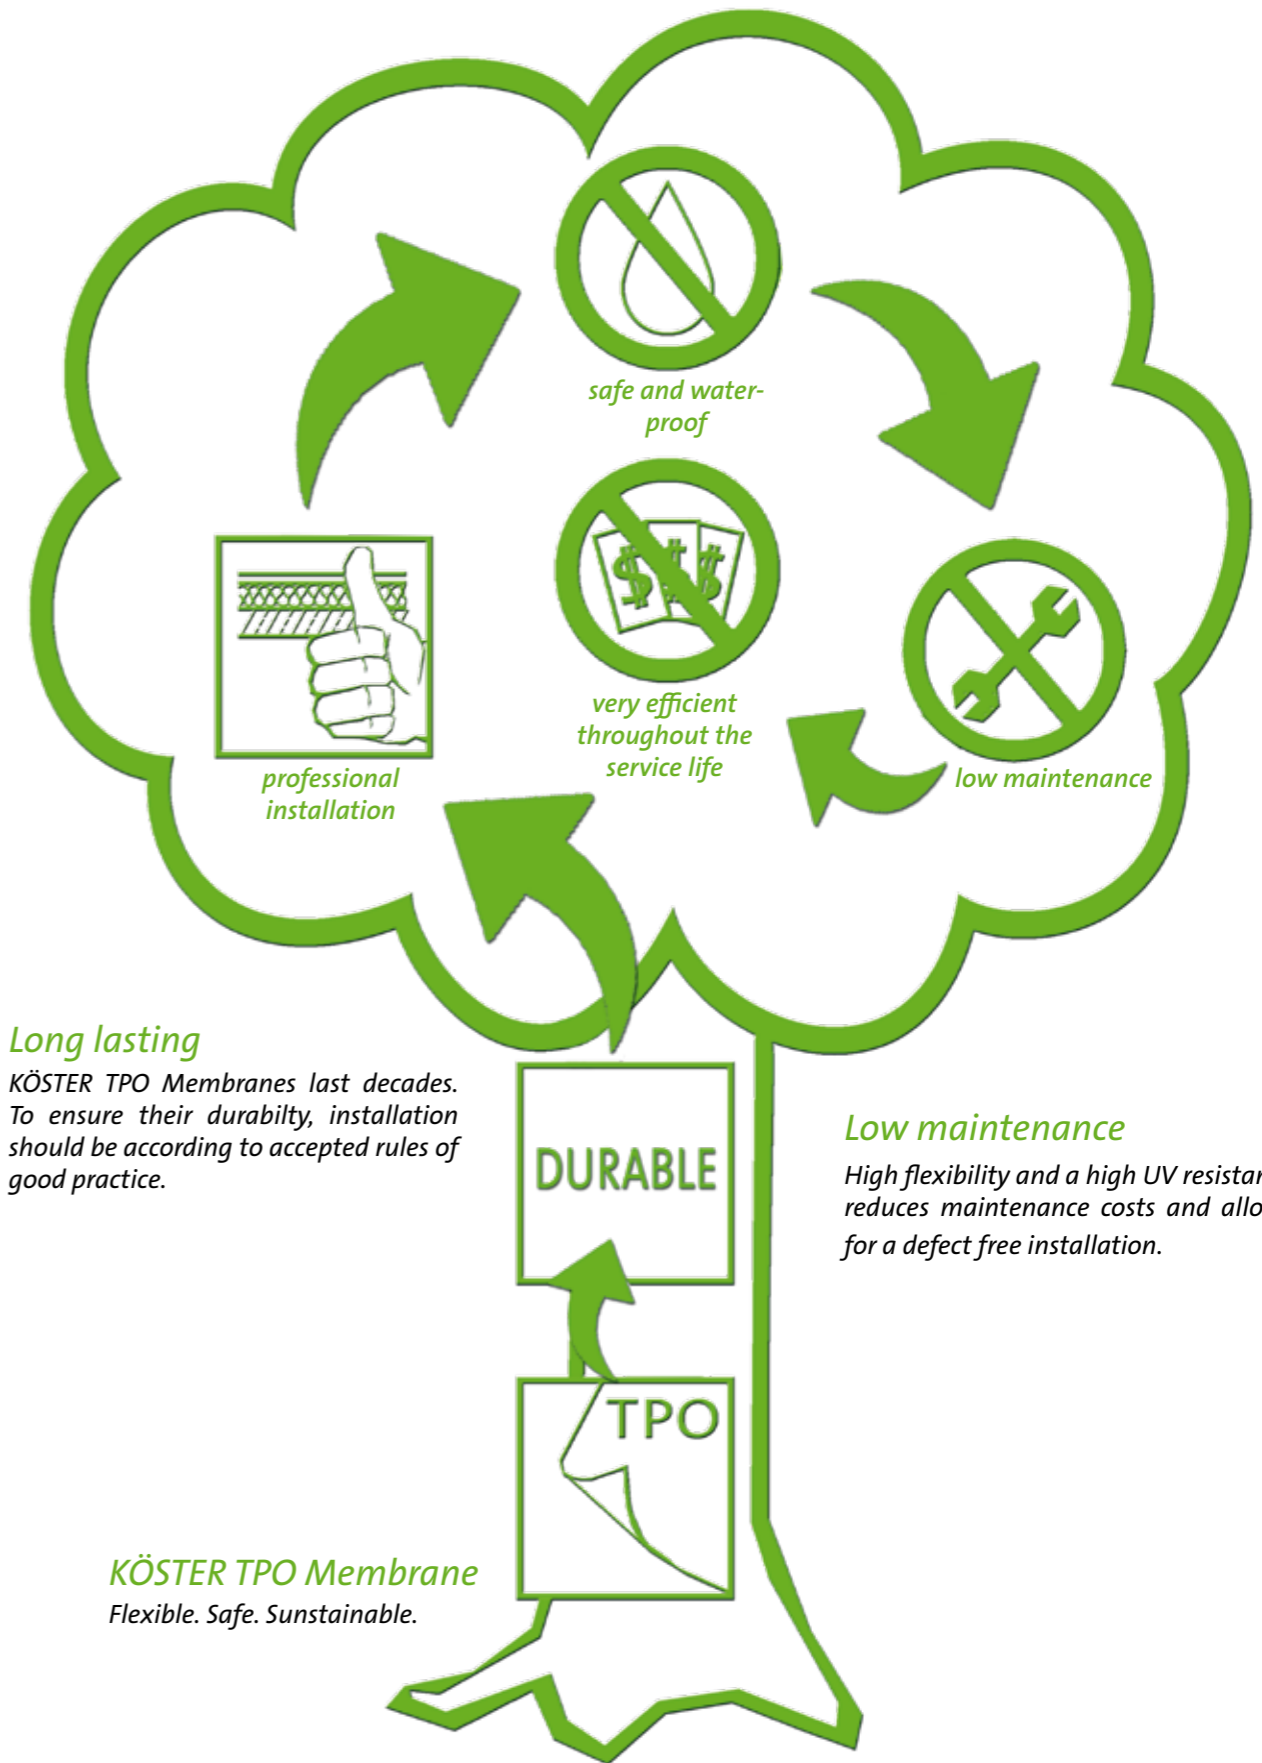 safe and water-
proof
very efficient
throughout the
service life
professional
installation
low maintenance
Long lasting
KÖSTER TPO Membranes last decades.
To ensure their durabilty, installation
should be according to accepted rules of
good practice.
DURABLE
Low maintenance
High flexibility and a high UV
reduces maintenance costs and
for a defect free installation.
TPO
KÖSTER TPO Membrane
Flexible. Safe. Sunstainable.